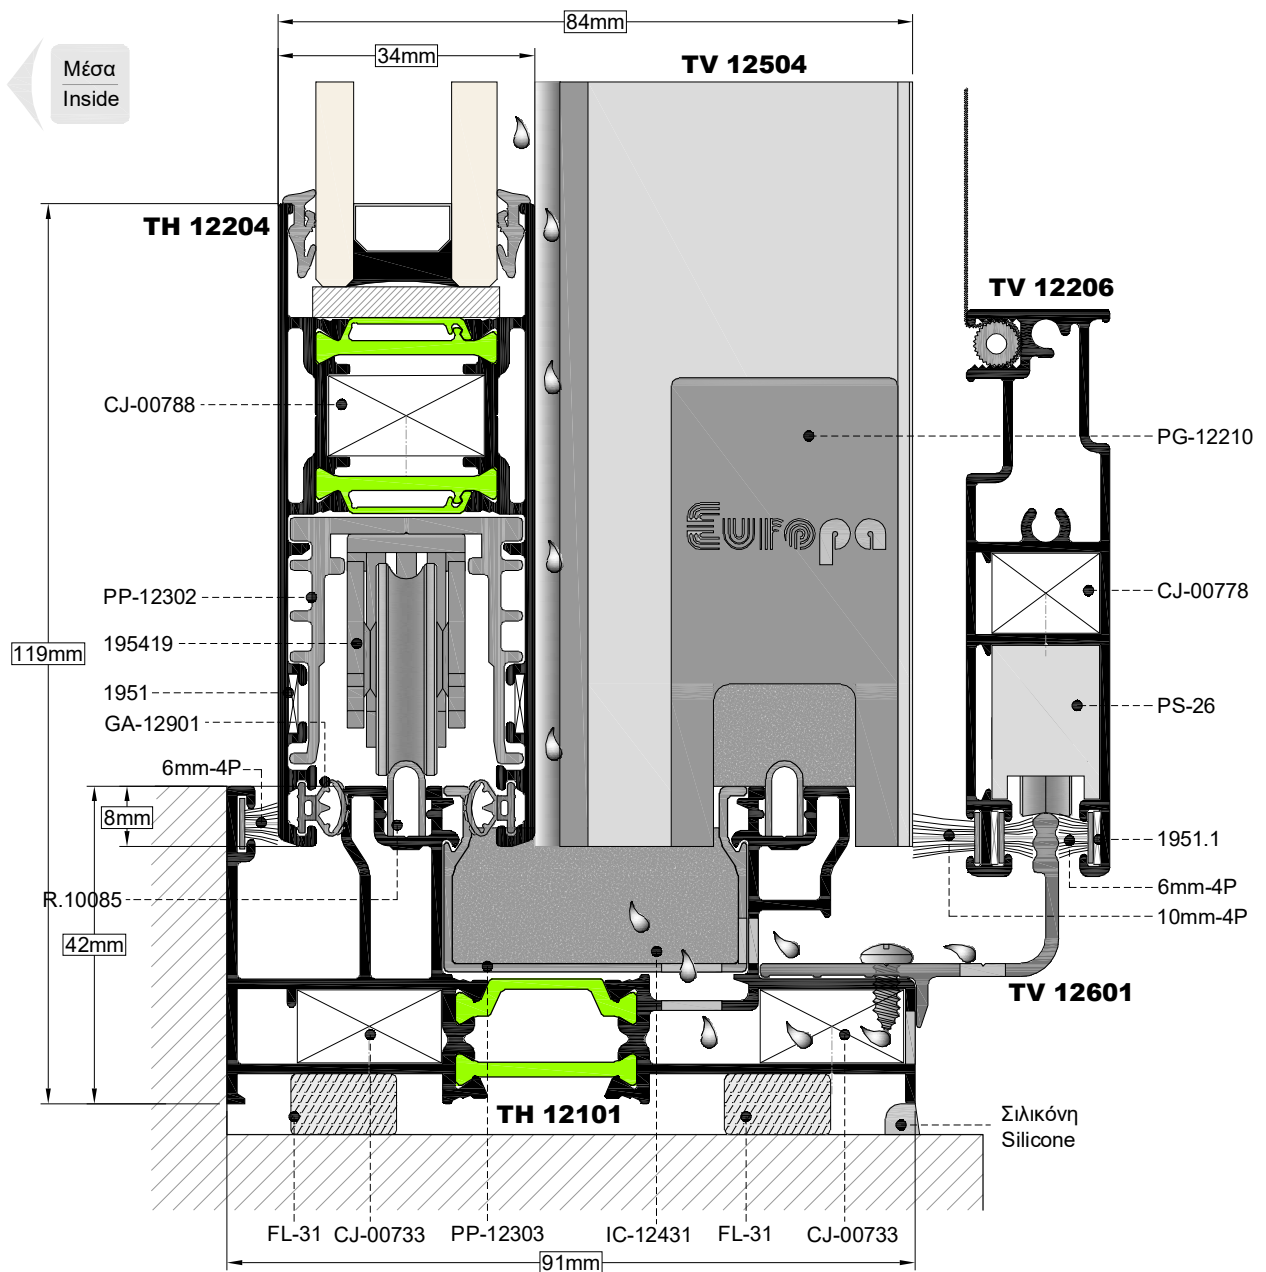 84mm
34mm
Μέσα
Inside
TV 12504
TH 12204
TV 12206
CJ-00788
PG-12210
Europa
PP-12302
CJ-00778
195419
119mm
1951
PS-26
GA-12901
6mm-4P
8mm
1951.1
6mm-4P
R.10085
10mm-4P
42mm
TV 12601
TH 12101
Σιλικόνη
Silicone
FL-31
CJ-00733
PP-12303
IC-12431
FL-31
CJ-00733
91mm